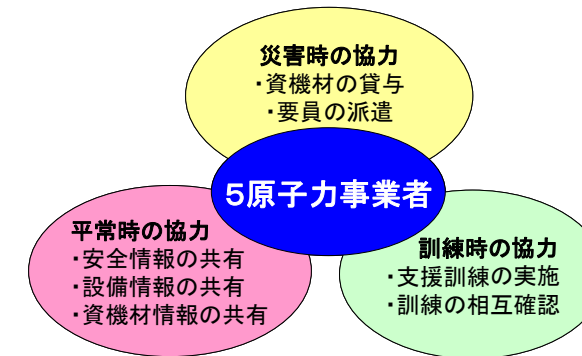 災害時の協力
・資機材の貸与
・要員の派遣
５原子力事業者
平常時の協力
・安全情報の共有
・設備情報の共有
・資機材情報の共有
訓練時の協力
・支援訓練の実施
・訓練の相互確認